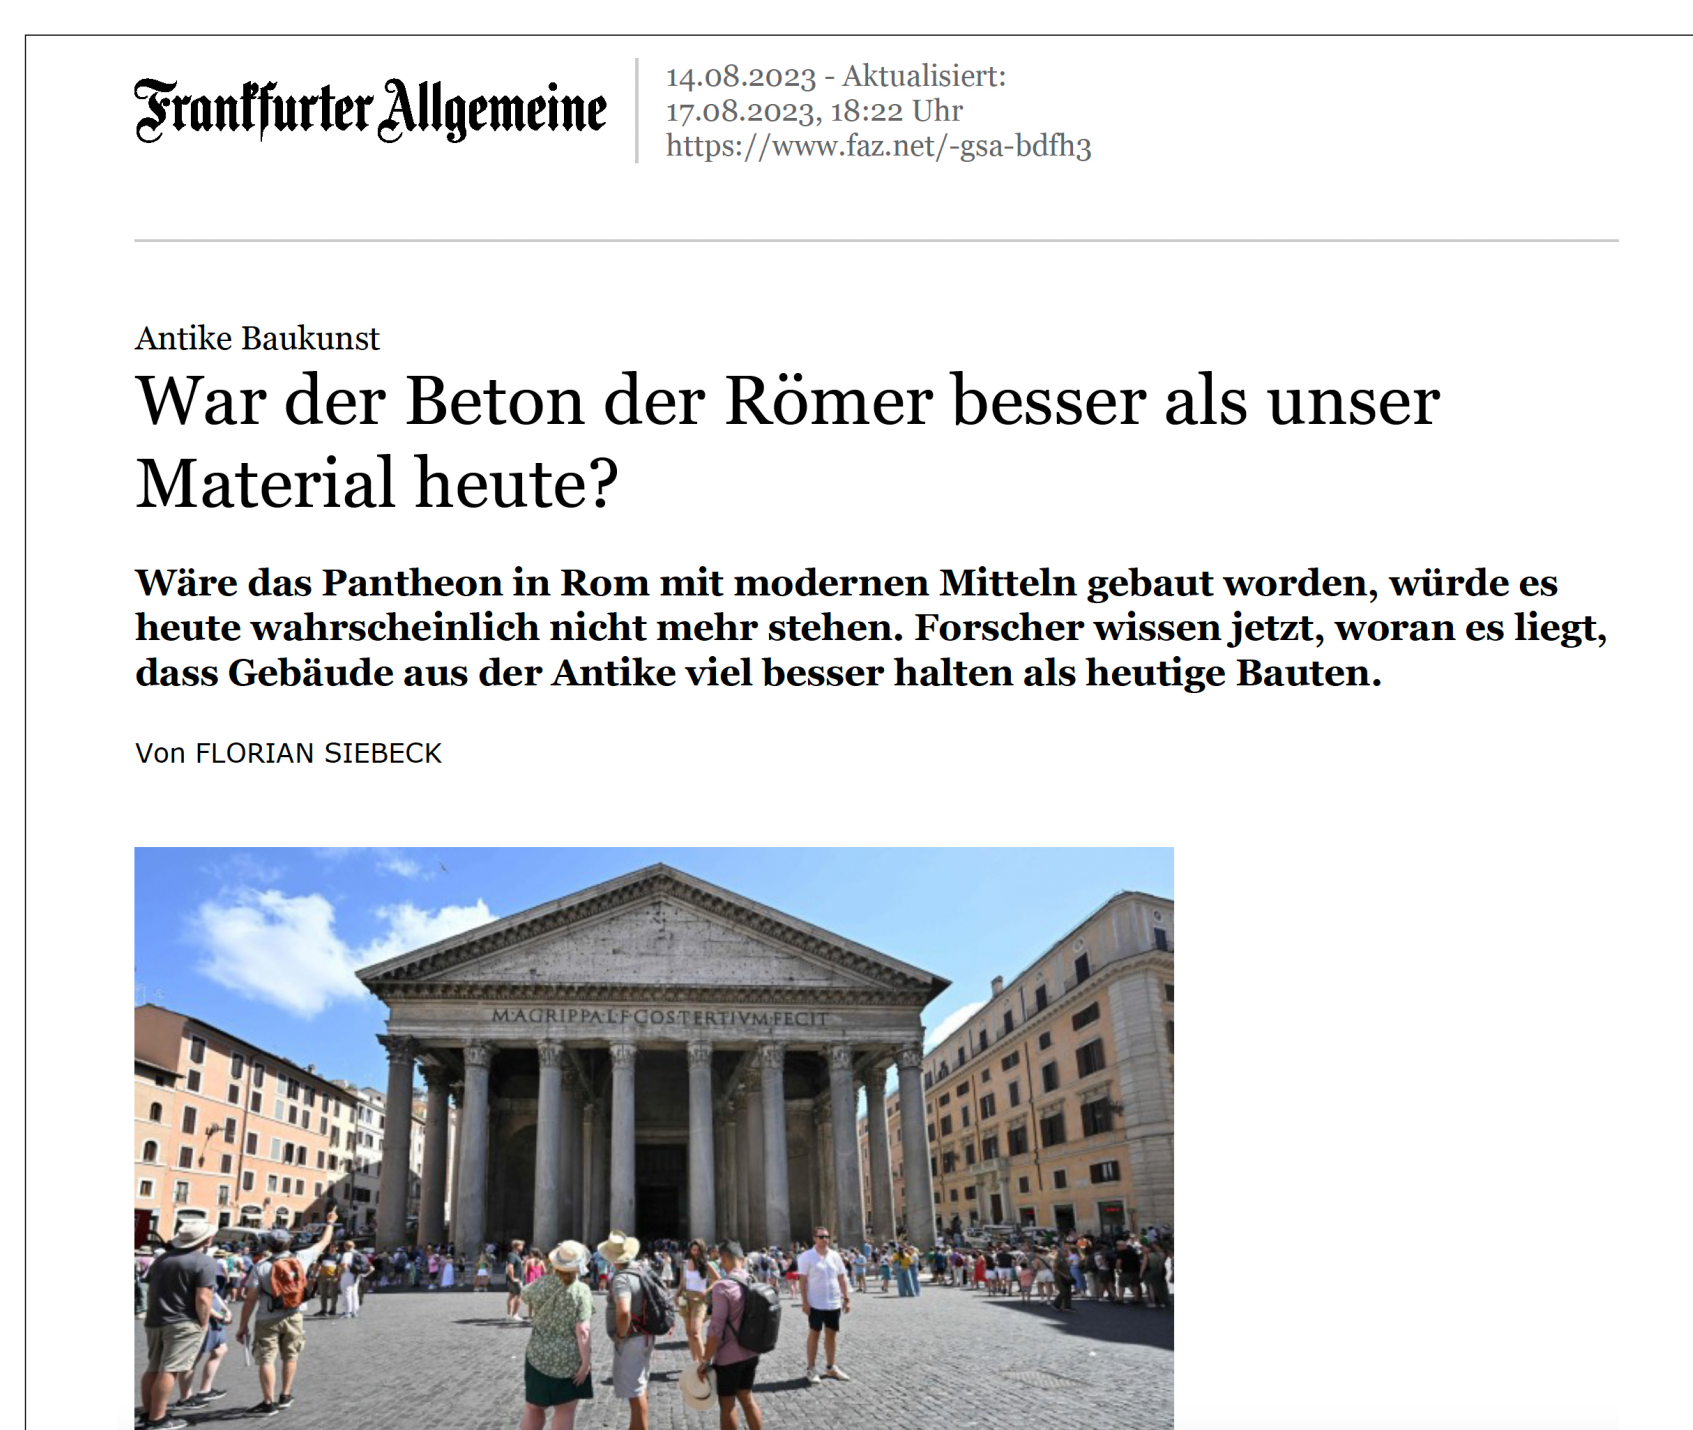 Frankfurter Allgemeine
14.08.2023 - Aktualisiert:
17.08.2023, 18:22 Uhr
https://www.faz.net/-gsa-bdfh3
Antike Baukunst
War der Beton der Römer besser als unser
Material heute?
Wäre das Pantheon in Rom mit modernen Mitteln gebaut worden, würde es
heute wahrscheinlich nicht mehr stehen. Forscher wissen jetzt, woran es liegt,
dass Gebäude aus der Antike viel besser halten als heutige Bauten.
Von FLORIAN SIEBECK
M·AGRIPPA·L·F·COS·TERTIVM·FECIT